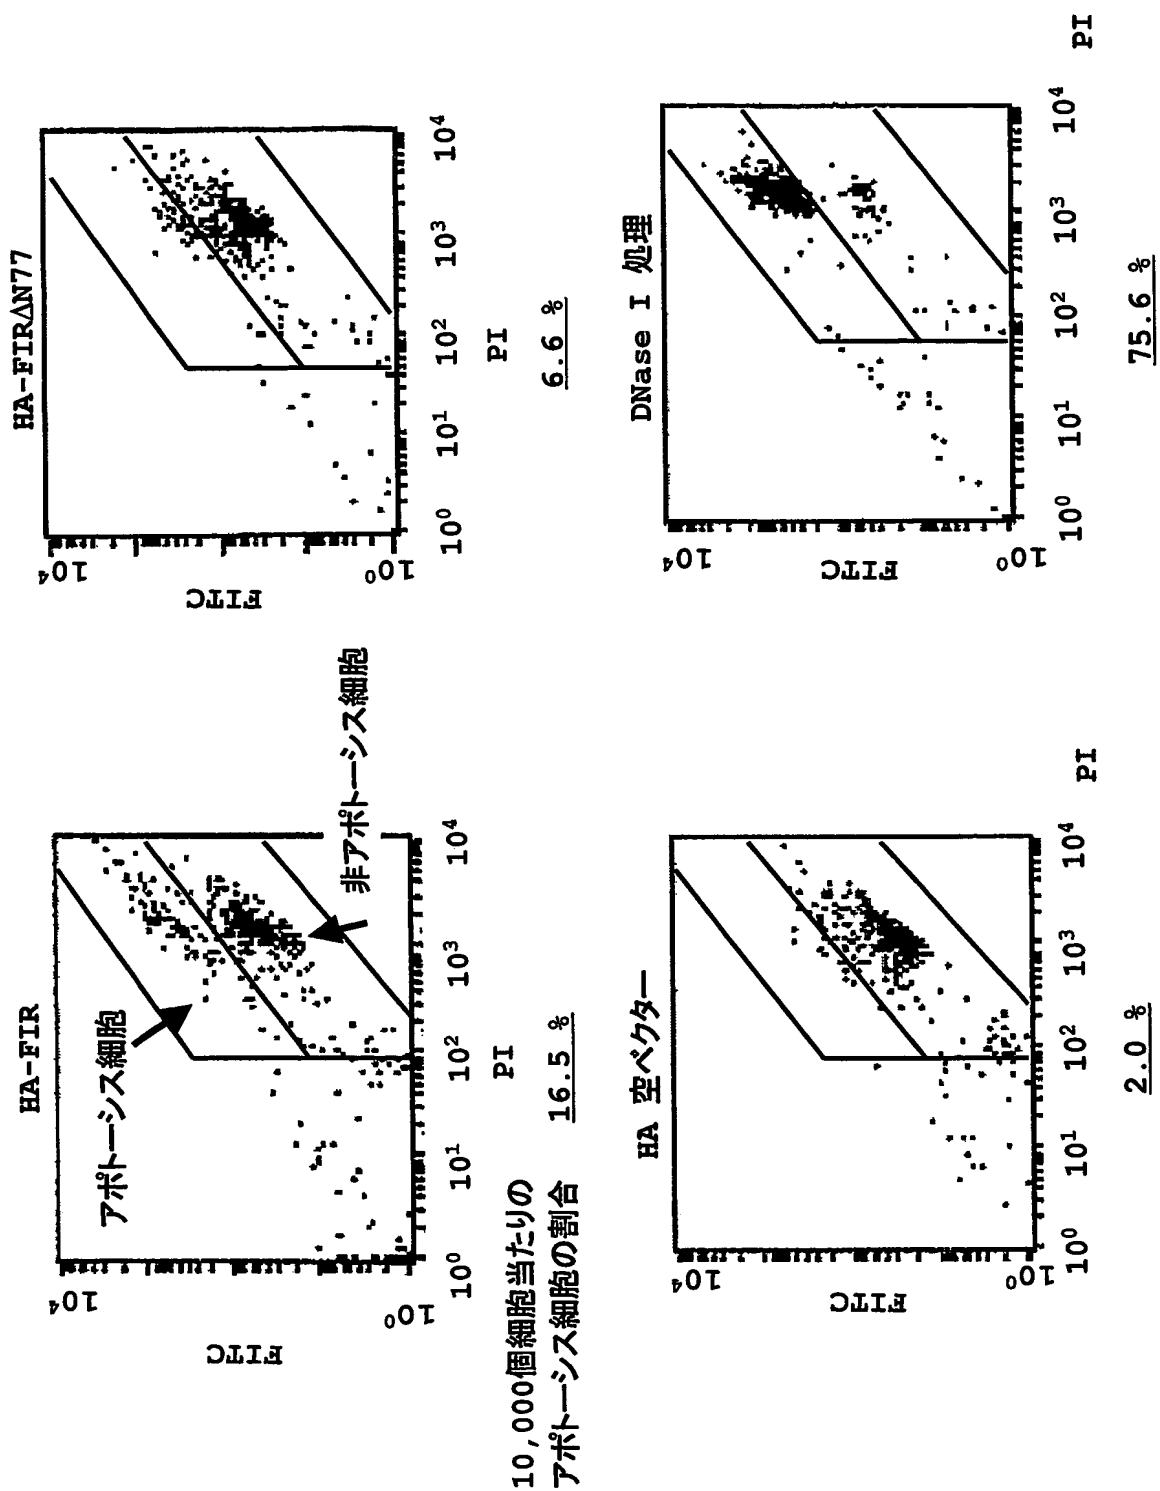 HA-FIR
アポトーシス細胞
非アポトーシス細胞
FITC
10⁴
10⁰
10⁰ 10¹ 10² 10³ 10⁴
PI
10,000個細胞当たりの
アポトーシス細胞の割合 16.5 %
HA-FIRΔN77
FITC
10⁴
10⁰
10⁰ 10¹ 10² 10³ 10⁴
PI
6.6 %
HA 空ベクター
FITC
10⁴
10⁰
10⁰ 10¹ 10² 10³ 10⁴
PI
2.0 %
DNase I 処理
FITC
10⁴
10⁰
10⁰ 10¹ 10² 10³ 10⁴
PI
75.6 %